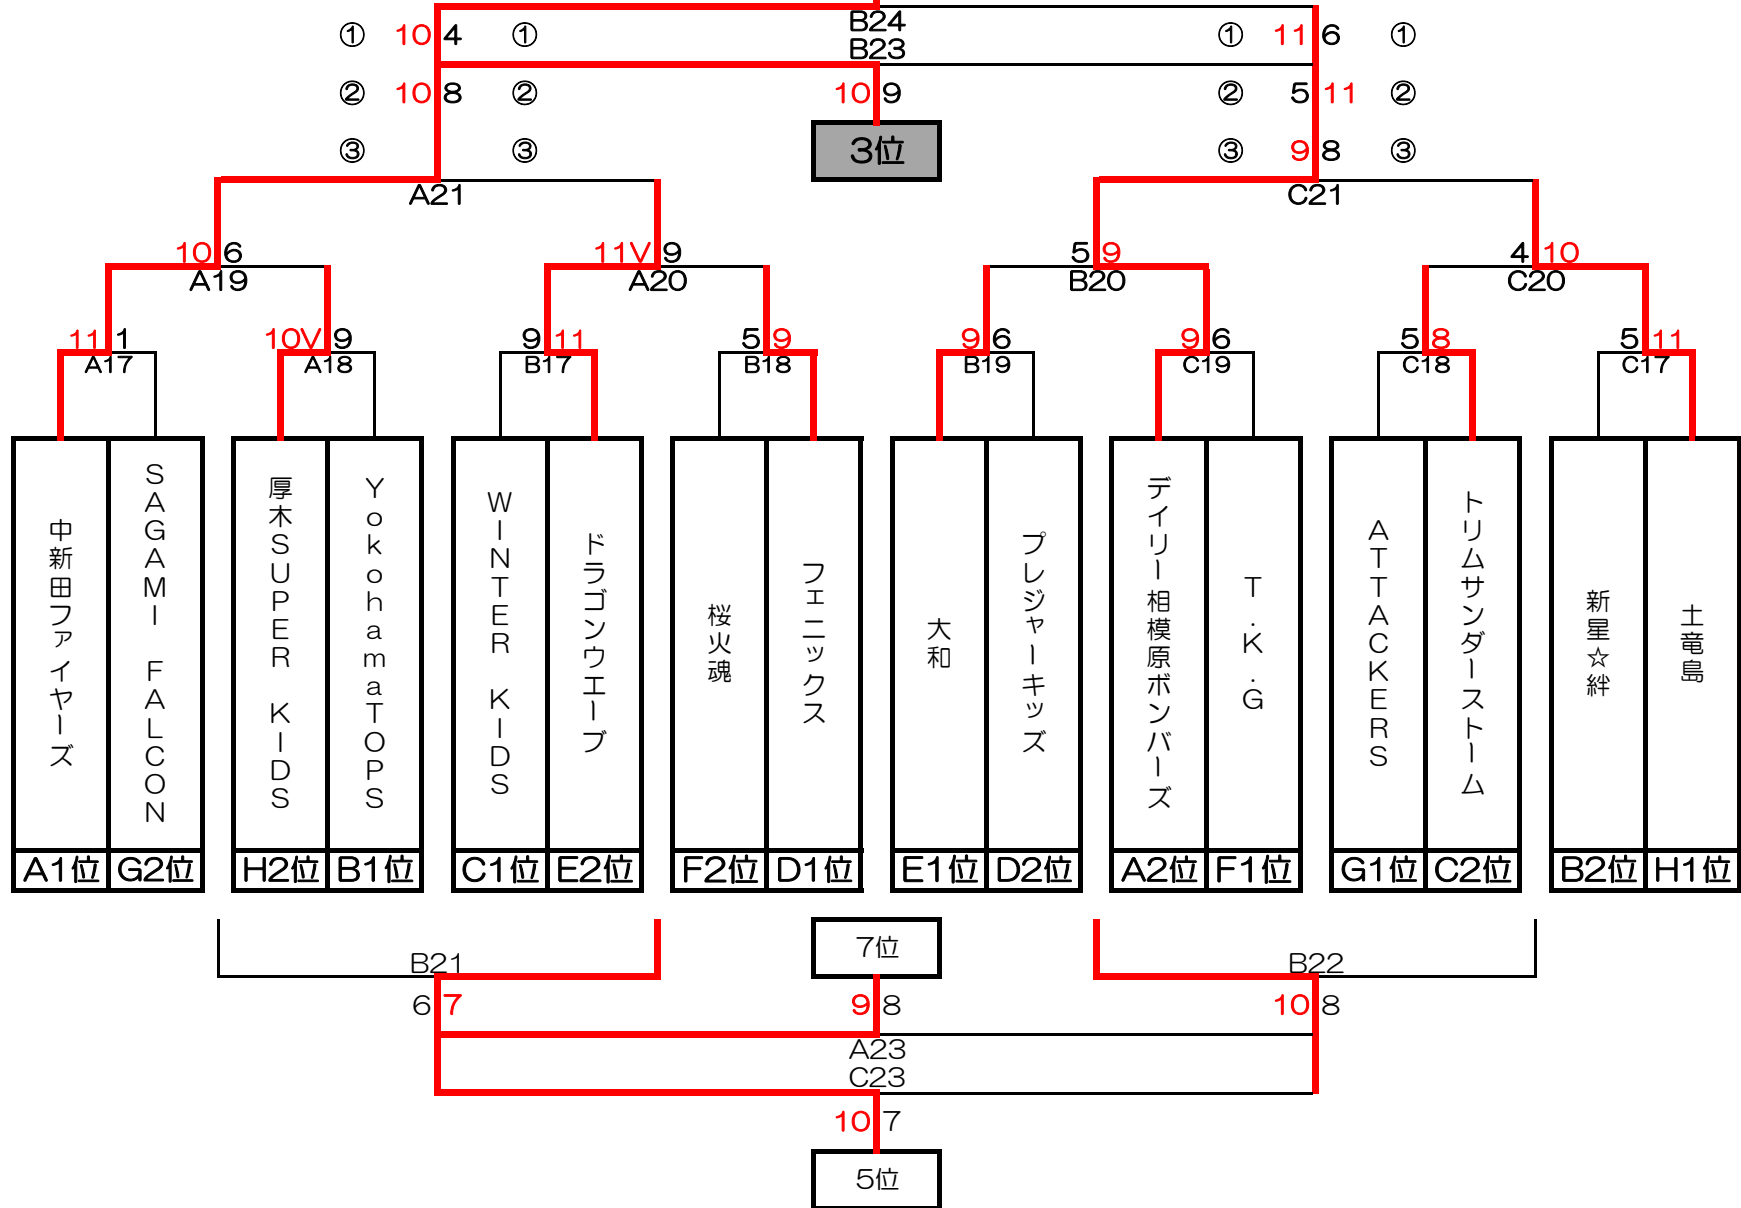 B24
① 10 4 ① ① 11 6 ①
B23
② 10 8 ② 10 9 ② 5 11 ②
③ ③ 3位 ③ 9 8 ③
A21 C21
10 6 11V 9 5 9 4 10
A19 A20 B20 C20
11 1 10V 9 9 11 5 9 9 6 9 6 5 8 5 11
A17 A18 B17 B18 B19 C19 C18 C17
中新田ファイヤーズ
SAGAMI FALCON
厚木SUPER KIDS
YokohamaTOPS
WINTER KIDS
ドラゴンウエーブ
桜火魂
フェニックス
大和
プレジャーキッズ
デイリー相模原ボンバーズ
T.K.G
ATTACKERS
トリムサンダーストーム
新星☆絆
土竜島
A1位 G2位 H2位 B1位 C1位 E2位 F2位 D1位 E1位 D2位 A2位 F1位 G1位 C2位 B2位 H1位
7位
B21 B22
6 7 9 8 10 8
A23
C23
10 7
5位